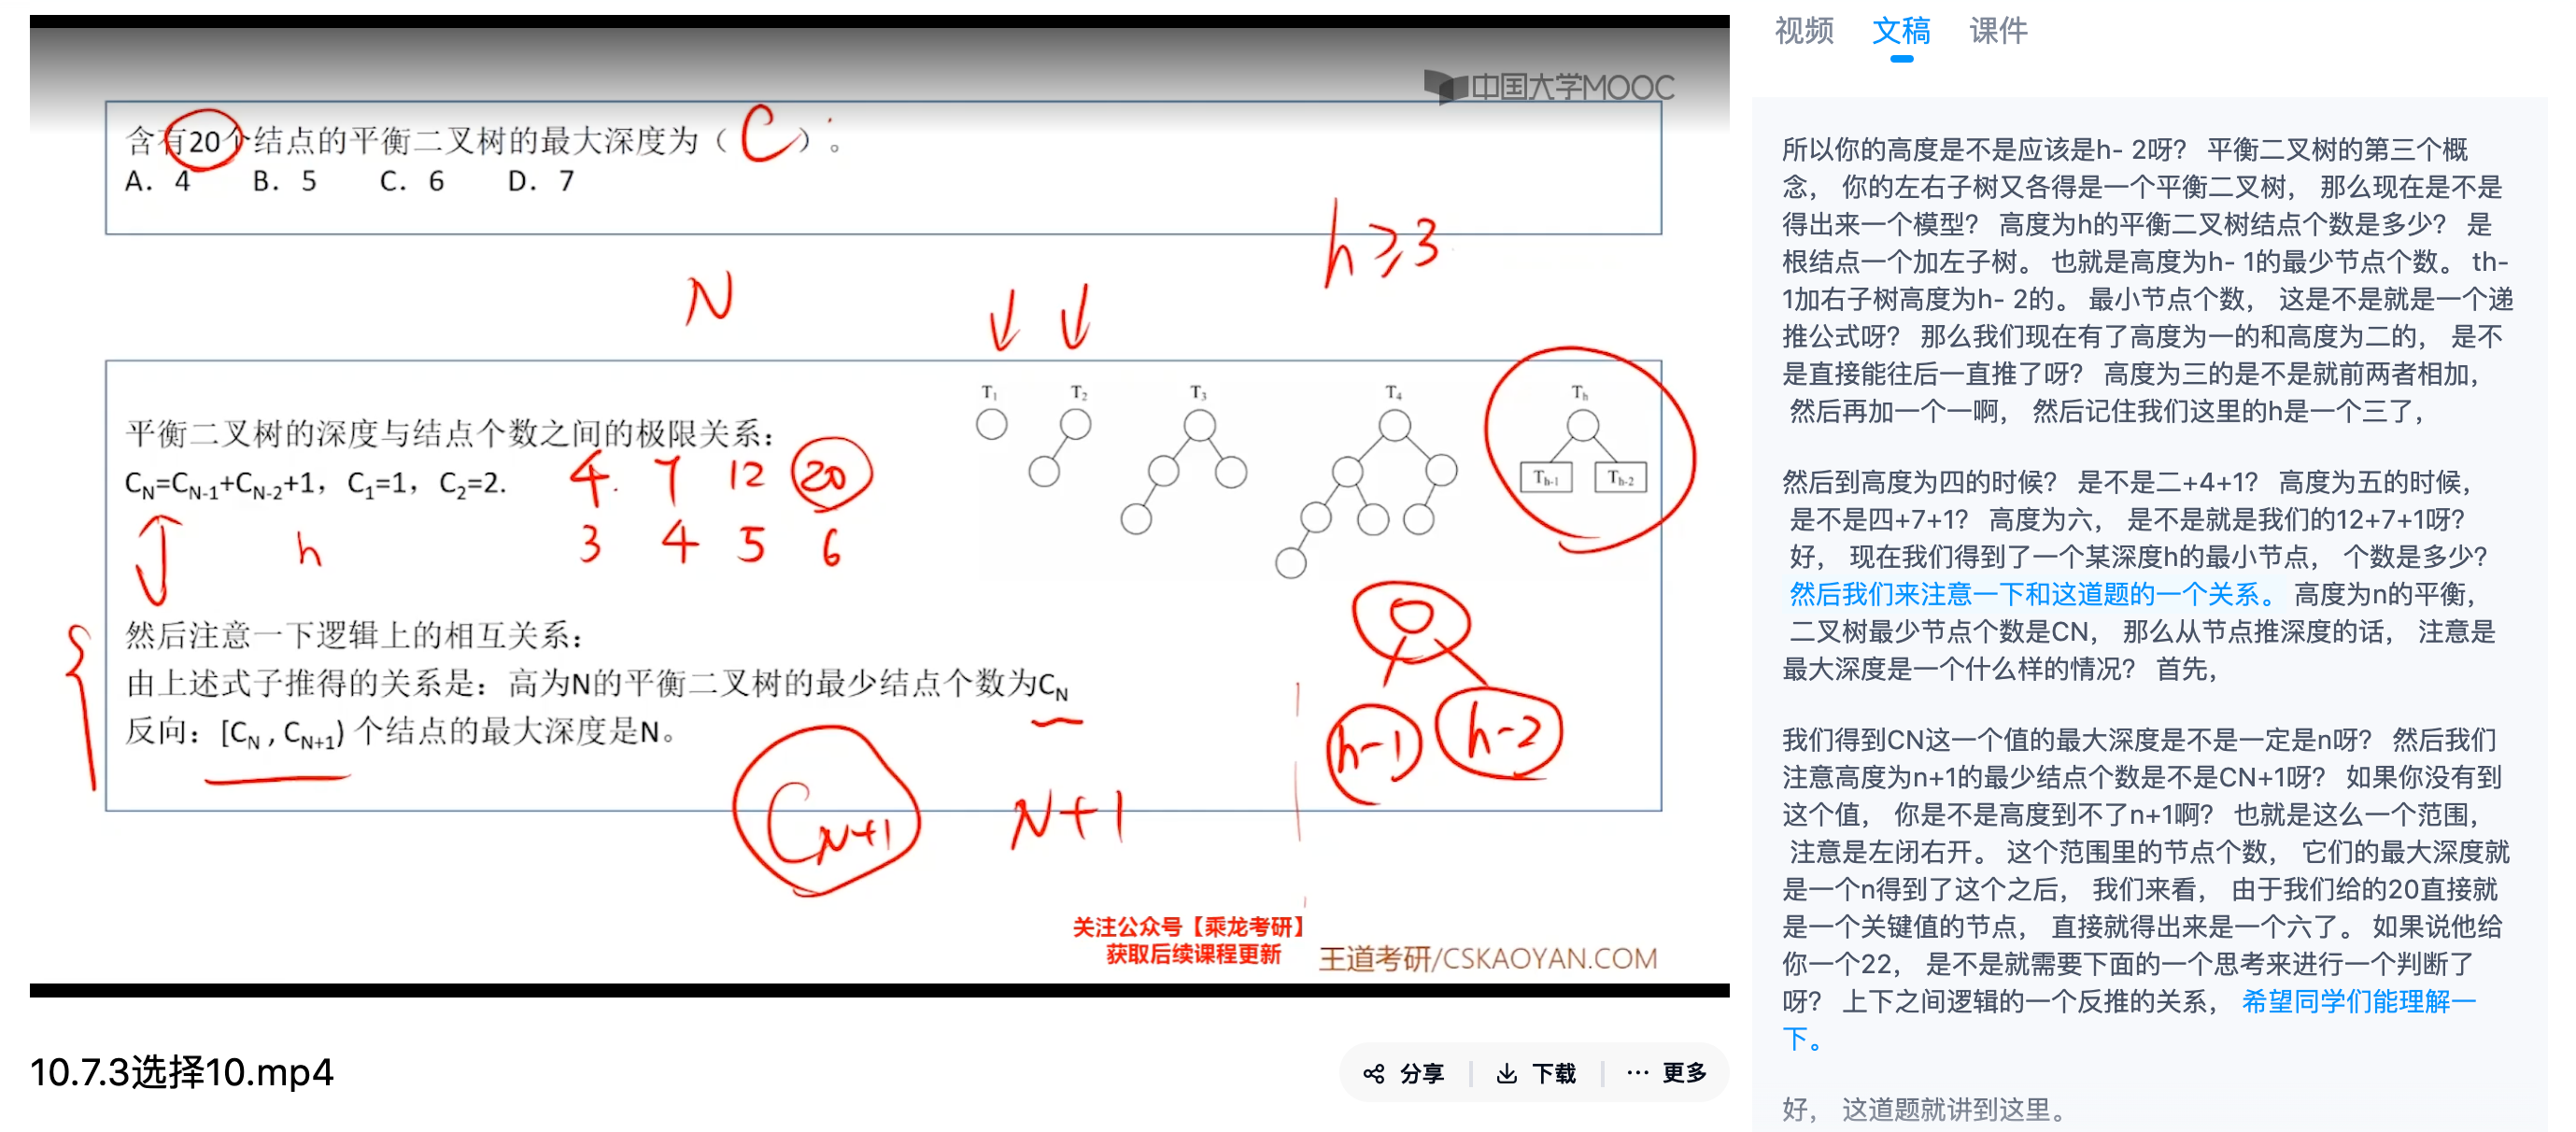 中国大学MOOC
含有20个结点的平衡二叉树的最大深度为（ C ）。
A. 4 B. 5 C. 6 D. 7
h≥3
N
平衡二叉树的深度与结点个数之间的极限关系：
CN=CN-1+CN-2+1，C1=1，C2=2.
4. 7 12 20
h 3 4 5 6
T1 T2 T3 T4 Th
Th-1 Th-2
然后注意一下逻辑上的相互关系：
由上述式子推得的关系是：高为N的平衡二叉树的最少结点个数为CN
反向：[CN , CN+1) 个结点的最大深度是N。
h-1 h-2
CN+1 N+1
关注公众号【乘龙考研】
获取后续课程更新
王道考研/CSKAOYAN.COM
10.7.3选择10.mp4
分享 下载 ··· 更多
视频 文稿 课件
所以你的高度是不是应该是h- 2呀？ 平衡二叉树的第三个概
念， 你的左右子树又各得是一个平衡二叉树， 那么现在是不是
得出来一个模型？ 高度为h的平衡二叉树结点个数是多少？ 是
根结点一个加左子树。 也就是高度为h- 1的最少节点个数。 th-
1加右子树高度为h- 2的。 最小节点个数， 这是不是就是一个递
推公式呀？ 那么我们现在有了高度为一的和高度为二的， 是不
是直接能往后一直推了呀？ 高度为三的是不是就前两者相加，
然后再加一个一啊， 然后记住我们这里的h是一个三了，
然后到高度为四的时候？ 是不是二+4+1？ 高度为五的时候，
是不是四+7+1？ 高度为六， 是不是就是我们的12+7+1呀？
好， 现在我们得到了一个某深度h的最小节点， 个数是多少？
然后我们来注意一下和这道题的一个关系。 高度为n的平衡，
二叉树最少节点个数是CN， 那么从节点推深度的话， 注意是
最大深度是一个什么样的情况？ 首先，
我们得到CN这一个值的最大深度是不是一定是n呀？ 然后我们
注意高度为n+1的最少结点个数是不是CN+1呀？ 如果你没有到
这个值， 你是不是高度到不了n+1啊？ 也就是这么一个范围，
注意是左闭右开。 这个范围里的节点个数， 它们的最大深度就
是一个n得到了这个之后， 我们来看， 由于我们给的20直接就
是一个关键值的节点， 直接就得出来是一个六了。 如果说他给
你一个22， 是不是就需要下面的一个思考来进行一个判断了
呀？ 上下之间逻辑的一个反推的关系， 希望同学们能理解一
下。
好， 这道题就讲到这里。